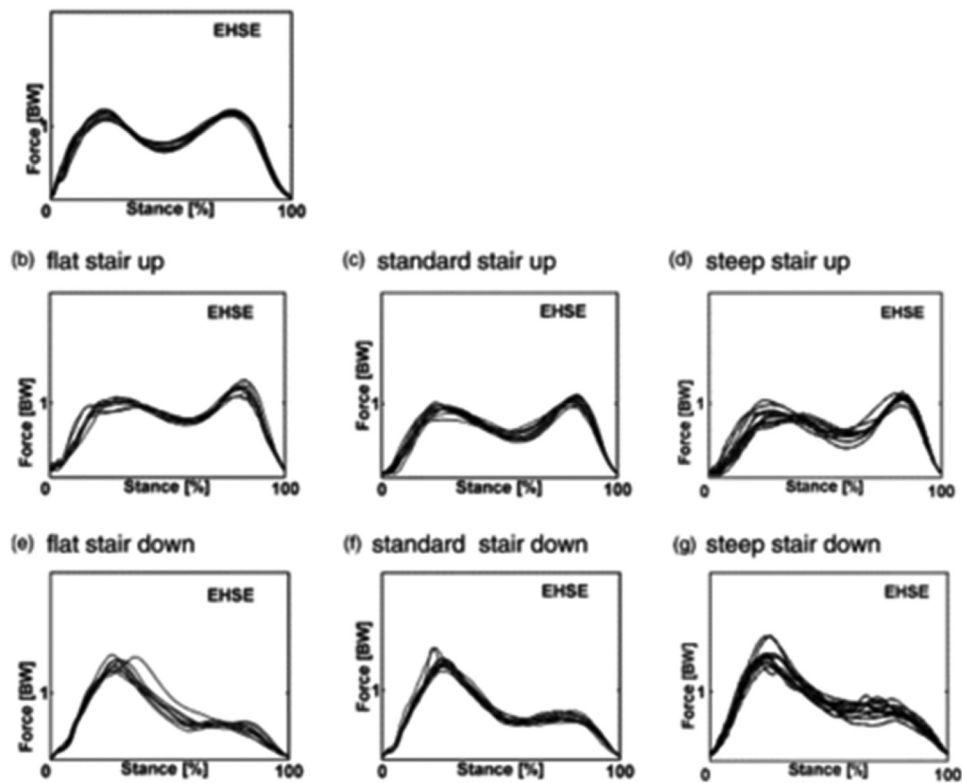 EHSE
Force [BW]
1
0
Stance [%]
100
(b) flat stair up
(c) standard stair up
(d) steep stair up
EHSE
Force [BW]
1
0
Stance [%]
100
EHSE
Force [BW]
1
0
Stance [%]
100
EHSE
Force [BW]
1
0
Stance [%]
100
(e) flat stair down
(f) standard stair down
(g) steep stair down
EHSE
Force [BW]
1
0
Stance [%]
100
EHSE
Force [BW]
1
0
Stance [%]
100
EHSE
Force [BW]
1
0
Stance [%]
100